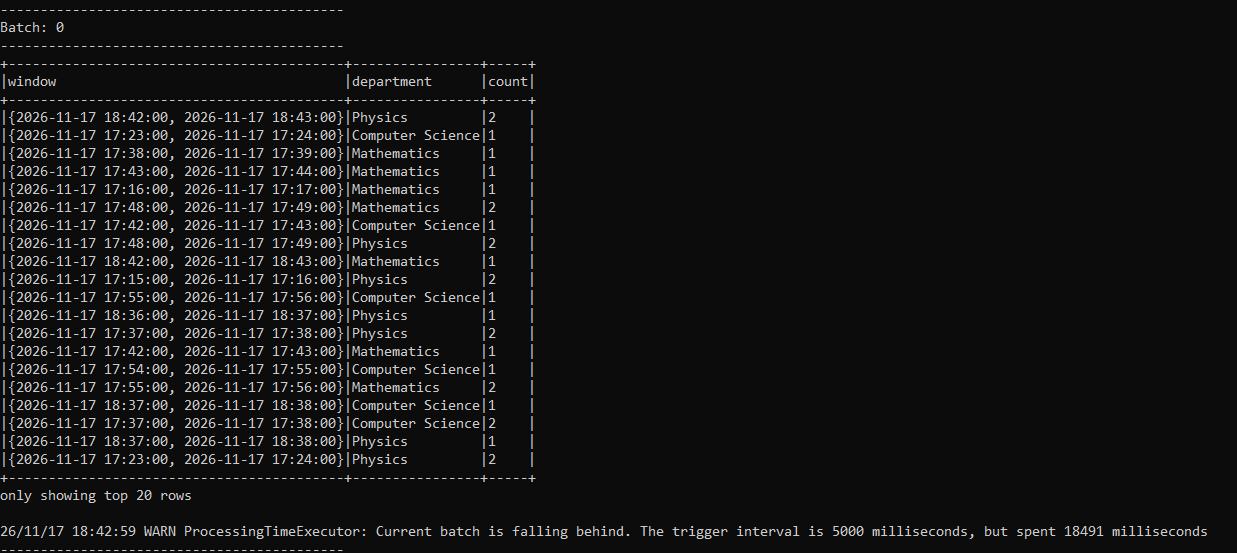 -------------------------------------------
Batch: 0
-------------------------------------------
+------------------------------------------+----------------+-----+
|window                                    |department      |count|
+------------------------------------------+----------------+-----+
|{2026-11-17 18:42:00, 2026-11-17 18:43:00}|Physics         |2    |
|{2026-11-17 17:23:00, 2026-11-17 17:24:00}|Computer Science|1    |
|{2026-11-17 17:38:00, 2026-11-17 17:39:00}|Mathematics     |1    |
|{2026-11-17 17:43:00, 2026-11-17 17:44:00}|Mathematics     |1    |
|{2026-11-17 17:16:00, 2026-11-17 17:17:00}|Mathematics     |1    |
|{2026-11-17 17:48:00, 2026-11-17 17:49:00}|Mathematics     |2    |
|{2026-11-17 17:42:00, 2026-11-17 17:43:00}|Computer Science|1    |
|{2026-11-17 17:48:00, 2026-11-17 17:49:00}|Physics         |2    |
|{2026-11-17 18:42:00, 2026-11-17 18:43:00}|Mathematics     |1    |
|{2026-11-17 17:15:00, 2026-11-17 17:16:00}|Physics         |2    |
|{2026-11-17 17:55:00, 2026-11-17 17:56:00}|Computer Science|1    |
|{2026-11-17 18:36:00, 2026-11-17 18:37:00}|Physics         |1    |
|{2026-11-17 17:37:00, 2026-11-17 17:38:00}|Physics         |2    |
|{2026-11-17 17:42:00, 2026-11-17 17:43:00}|Mathematics     |1    |
|{2026-11-17 17:54:00, 2026-11-17 17:55:00}|Computer Science|1    |
|{2026-11-17 17:55:00, 2026-11-17 17:56:00}|Mathematics     |2    |
|{2026-11-17 18:37:00, 2026-11-17 18:38:00}|Computer Science|1    |
|{2026-11-17 17:37:00, 2026-11-17 17:38:00}|Computer Science|2    |
|{2026-11-17 18:37:00, 2026-11-17 18:38:00}|Physics         |1    |
|{2026-11-17 17:23:00, 2026-11-17 17:24:00}|Physics         |2    |
+------------------------------------------+----------------+-----+
only showing top 20 rows

26/11/17 18:42:59 WARN ProcessingTimeExecutor: Current batch is falling behind. The trigger interval is 5000 milliseconds, but spent 18491 milliseconds
-------------------------------------------